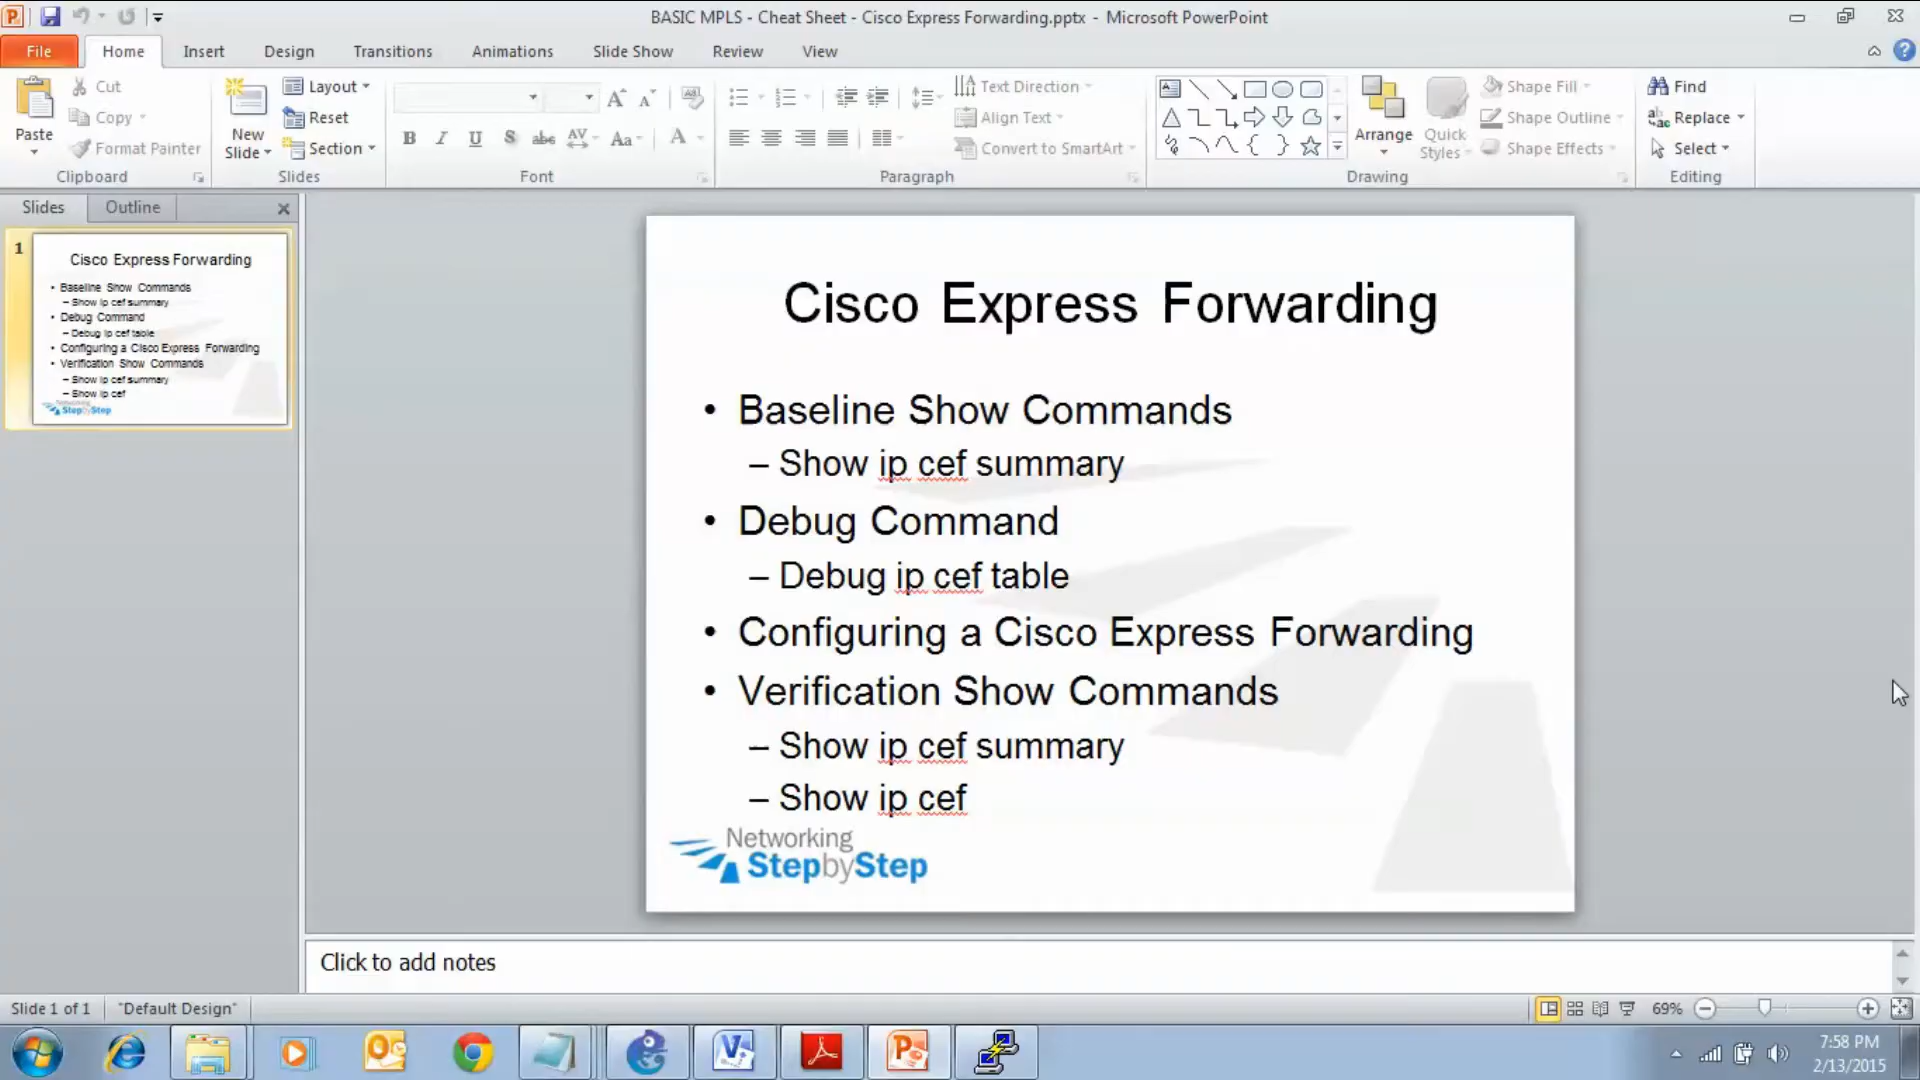 BASIC MPLS - Cheat Sheet - Cisco Express Forwarding.pptx - Microsoft PowerPoint
File Home Insert Design Transitions Animations Slide Show Review View
Paste
Cut
Copy
Format Painter
Clipboard
New Slide
Layout
Reset
Section
Slides
Font
Text Direction
Align Text
Convert to SmartArt
Paragraph
Arrange
Quick Styles
Shape Fill
Shape Outline
Shape Effects
Drawing
Find
Replace
Select
Editing
Slides Outline
1
Cisco Express Forwarding
• Baseline Show Commands
– Show ip cef summary
• Debug Command
– Debug ip cef table
• Configuring a Cisco Express Forwarding
• Verification Show Commands
– Show ip cef summary
– Show ip cef
Networking
StepbyStep
Cisco Express Forwarding
• Baseline Show Commands
– Show ip cef summary
• Debug Command
– Debug ip cef table
• Configuring a Cisco Express Forwarding
• Verification Show Commands
– Show ip cef summary
– Show ip cef
Networking
StepbyStep
Click to add notes
Slide 1 of 1 "Default Design" 69%
7:58 PM
2/13/2015